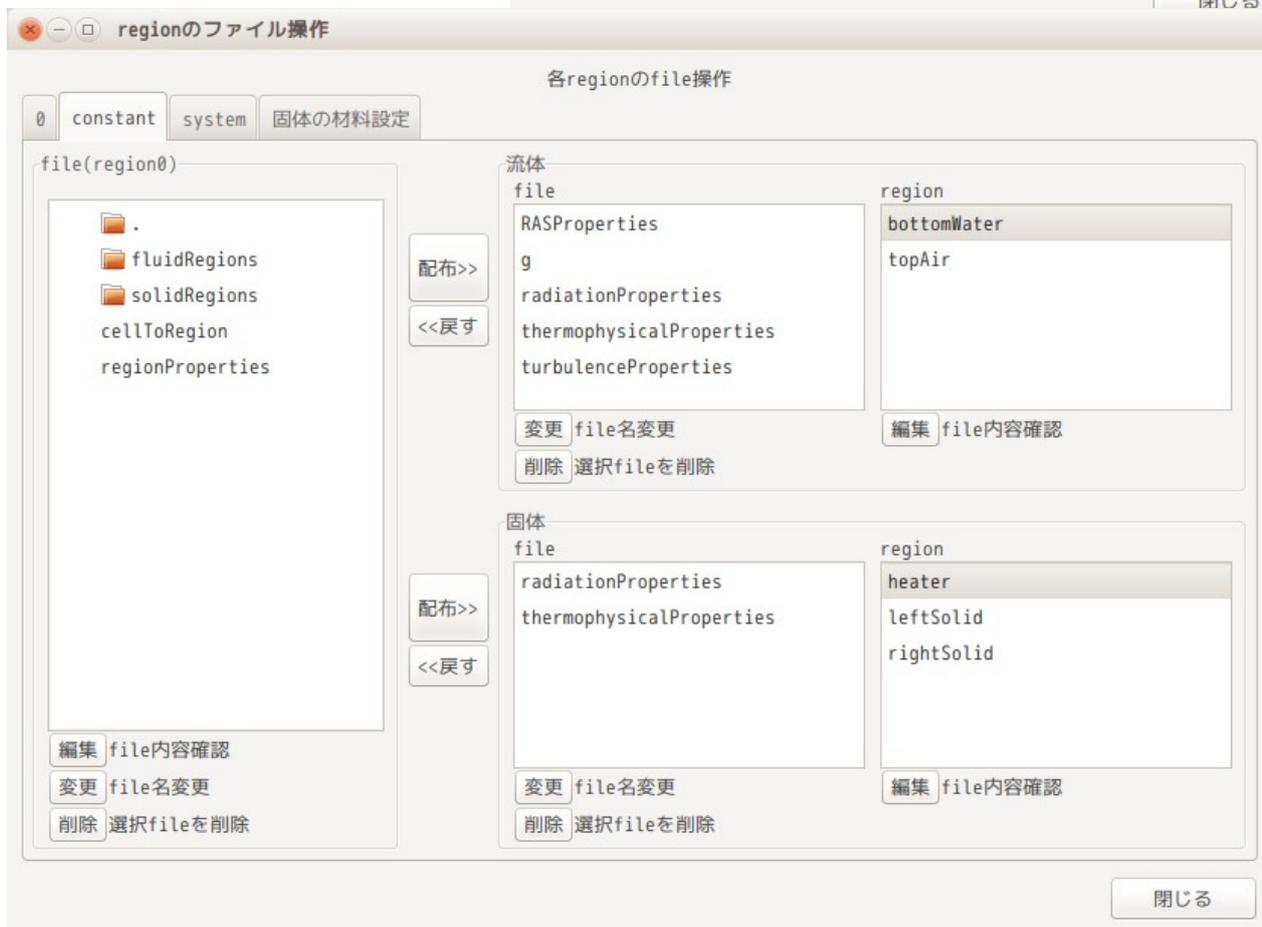 閉じる
regionのファイル操作
各regionのfile操作
0 constant system 固体の材料設定
file(region0)
.
fluidRegions
solidRegions
cellToRegion
regionProperties
編集 file内容確認
変更 file名変更
削除 選択fileを削除
配布>>
<<戻す
配布>>
<<戻す
流体
file
RASProperties
g
radiationProperties
thermophysicalProperties
turbulenceProperties
変更 file名変更
削除 選択fileを削除
region
bottomWater
topAir
編集 file内容確認
固体
file
radiationProperties
thermophysicalProperties
変更 file名変更
削除 選択fileを削除
region
heater
leftSolid
rightSolid
編集 file内容確認
閉じる